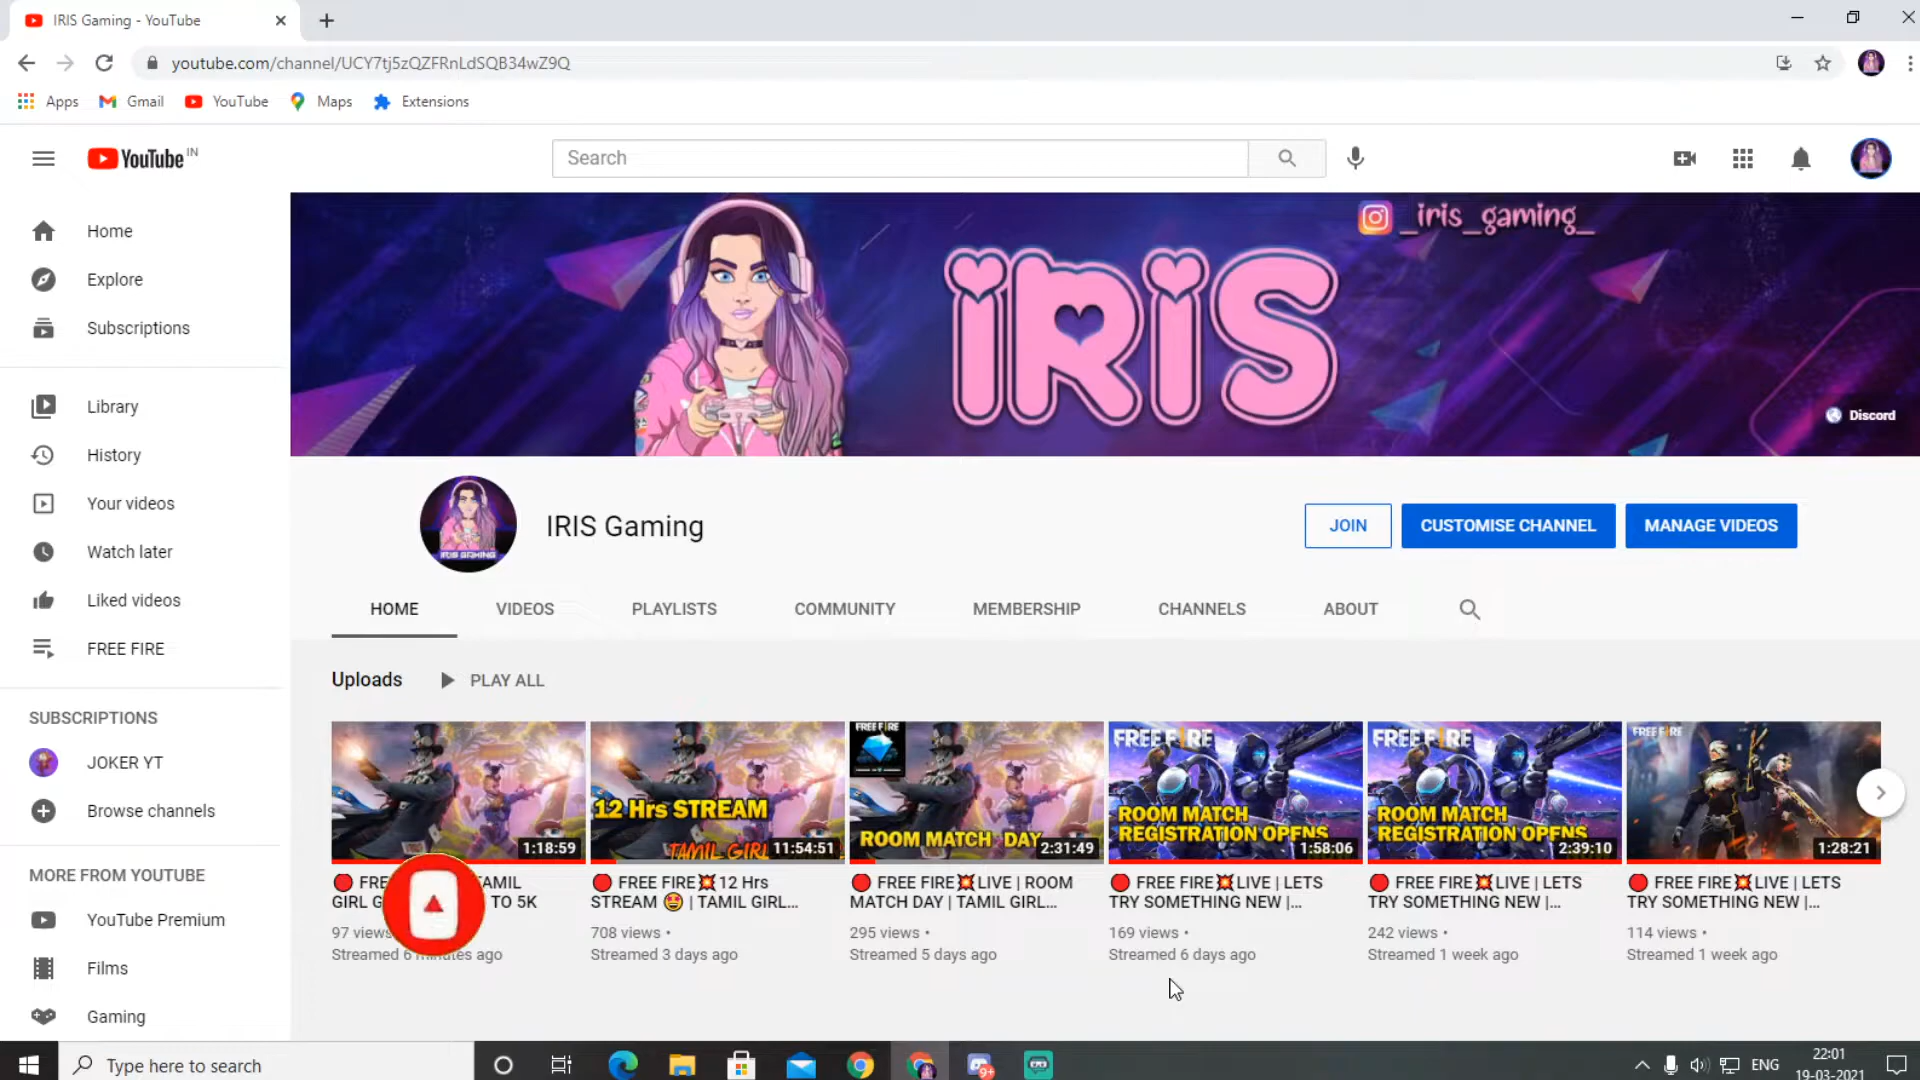 IRIS Gaming - YouTube
youtube.com/channel/UCY7tj5zQZFRnLdSQB34wZ9Q
Apps Gmail YouTube Maps Extensions
YouTube IN
Search
Home
Explore
Subscriptions
Library
History
Your videos
Watch later
Liked videos
FREE FIRE
SUBSCRIPTIONS
JOKER YT
Browse channels
MORE FROM YOUTUBE
YouTube Premium
Films
Gaming
_iris_gaming_
IRIS
Discord
IRIS GAMING
IRIS Gaming
JOIN CUSTOMISE CHANNEL MANAGE VIDEOS
HOME VIDEOS PLAYLISTS COMMUNITY MEMBERSHIP CHANNELS ABOUT
Uploads PLAY ALL
1:18:59
🔴 FRE AMIL
GIRL G TO 5K
97 views
Streamed 6 minutes ago
12 Hrs STREAM
TAMIL GIRL
11:54:51
🔴 FREE FIRE💥12 Hrs
STREAM 🤩 | TAMIL GIRL...
708 views •
Streamed 3 days ago
FREE FIRE
ROOM MATCH DAY
2:31:49
🔴 FREE FIRE💥LIVE | ROOM
MATCH DAY | TAMIL GIRL...
295 views •
Streamed 5 days ago
FREE FIRE
ROOM MATCH
REGISTRATION OPENS
1:58:06
🔴 FREE FIRE💥LIVE | LETS
TRY SOMETHING NEW |...
169 views •
Streamed 6 days ago
FREE FIRE
ROOM MATCH
REGISTRATION OPENS
2:39:10
🔴 FREE FIRE💥LIVE | LETS
TRY SOMETHING NEW |...
242 views •
Streamed 1 week ago
FREE FIRE
1:28:21
🔴 FREE FIRE💥LIVE | LETS
TRY SOMETHING NEW |...
114 views •
Streamed 1 week ago
Type here to search
9+
ENG
22:01
19-03-2021